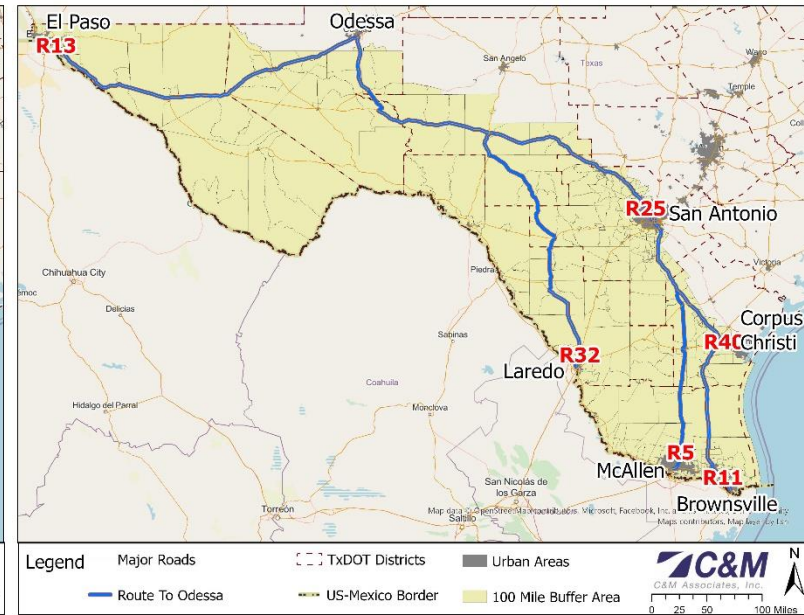 El Paso
R13
Odessa
San Angelo
Texas
Waco
Temple
R25
San Antonio
Victoria
Chihuahua City
Delicias
Piedra
Sabinas
Corpus
R40
Christi
R32
Laredo
Coahuila
Hidalgo del Parral
Monclova
R5
McAllen
R11
Brownsville
San Nicolás de
los Garza
Torreón
Saltillo
Map data © OpenStreetMap contributors, Microsoft, Facebook, Inc. a
Maps contributors, Map
Legend
Major Roads
TxDOT Districts
Urban Areas
Route To Odessa
US-Mexico Border
100 Mile Buffer Area
C&M
C&M Associates, Inc.
N
0 25 50 100 Miles